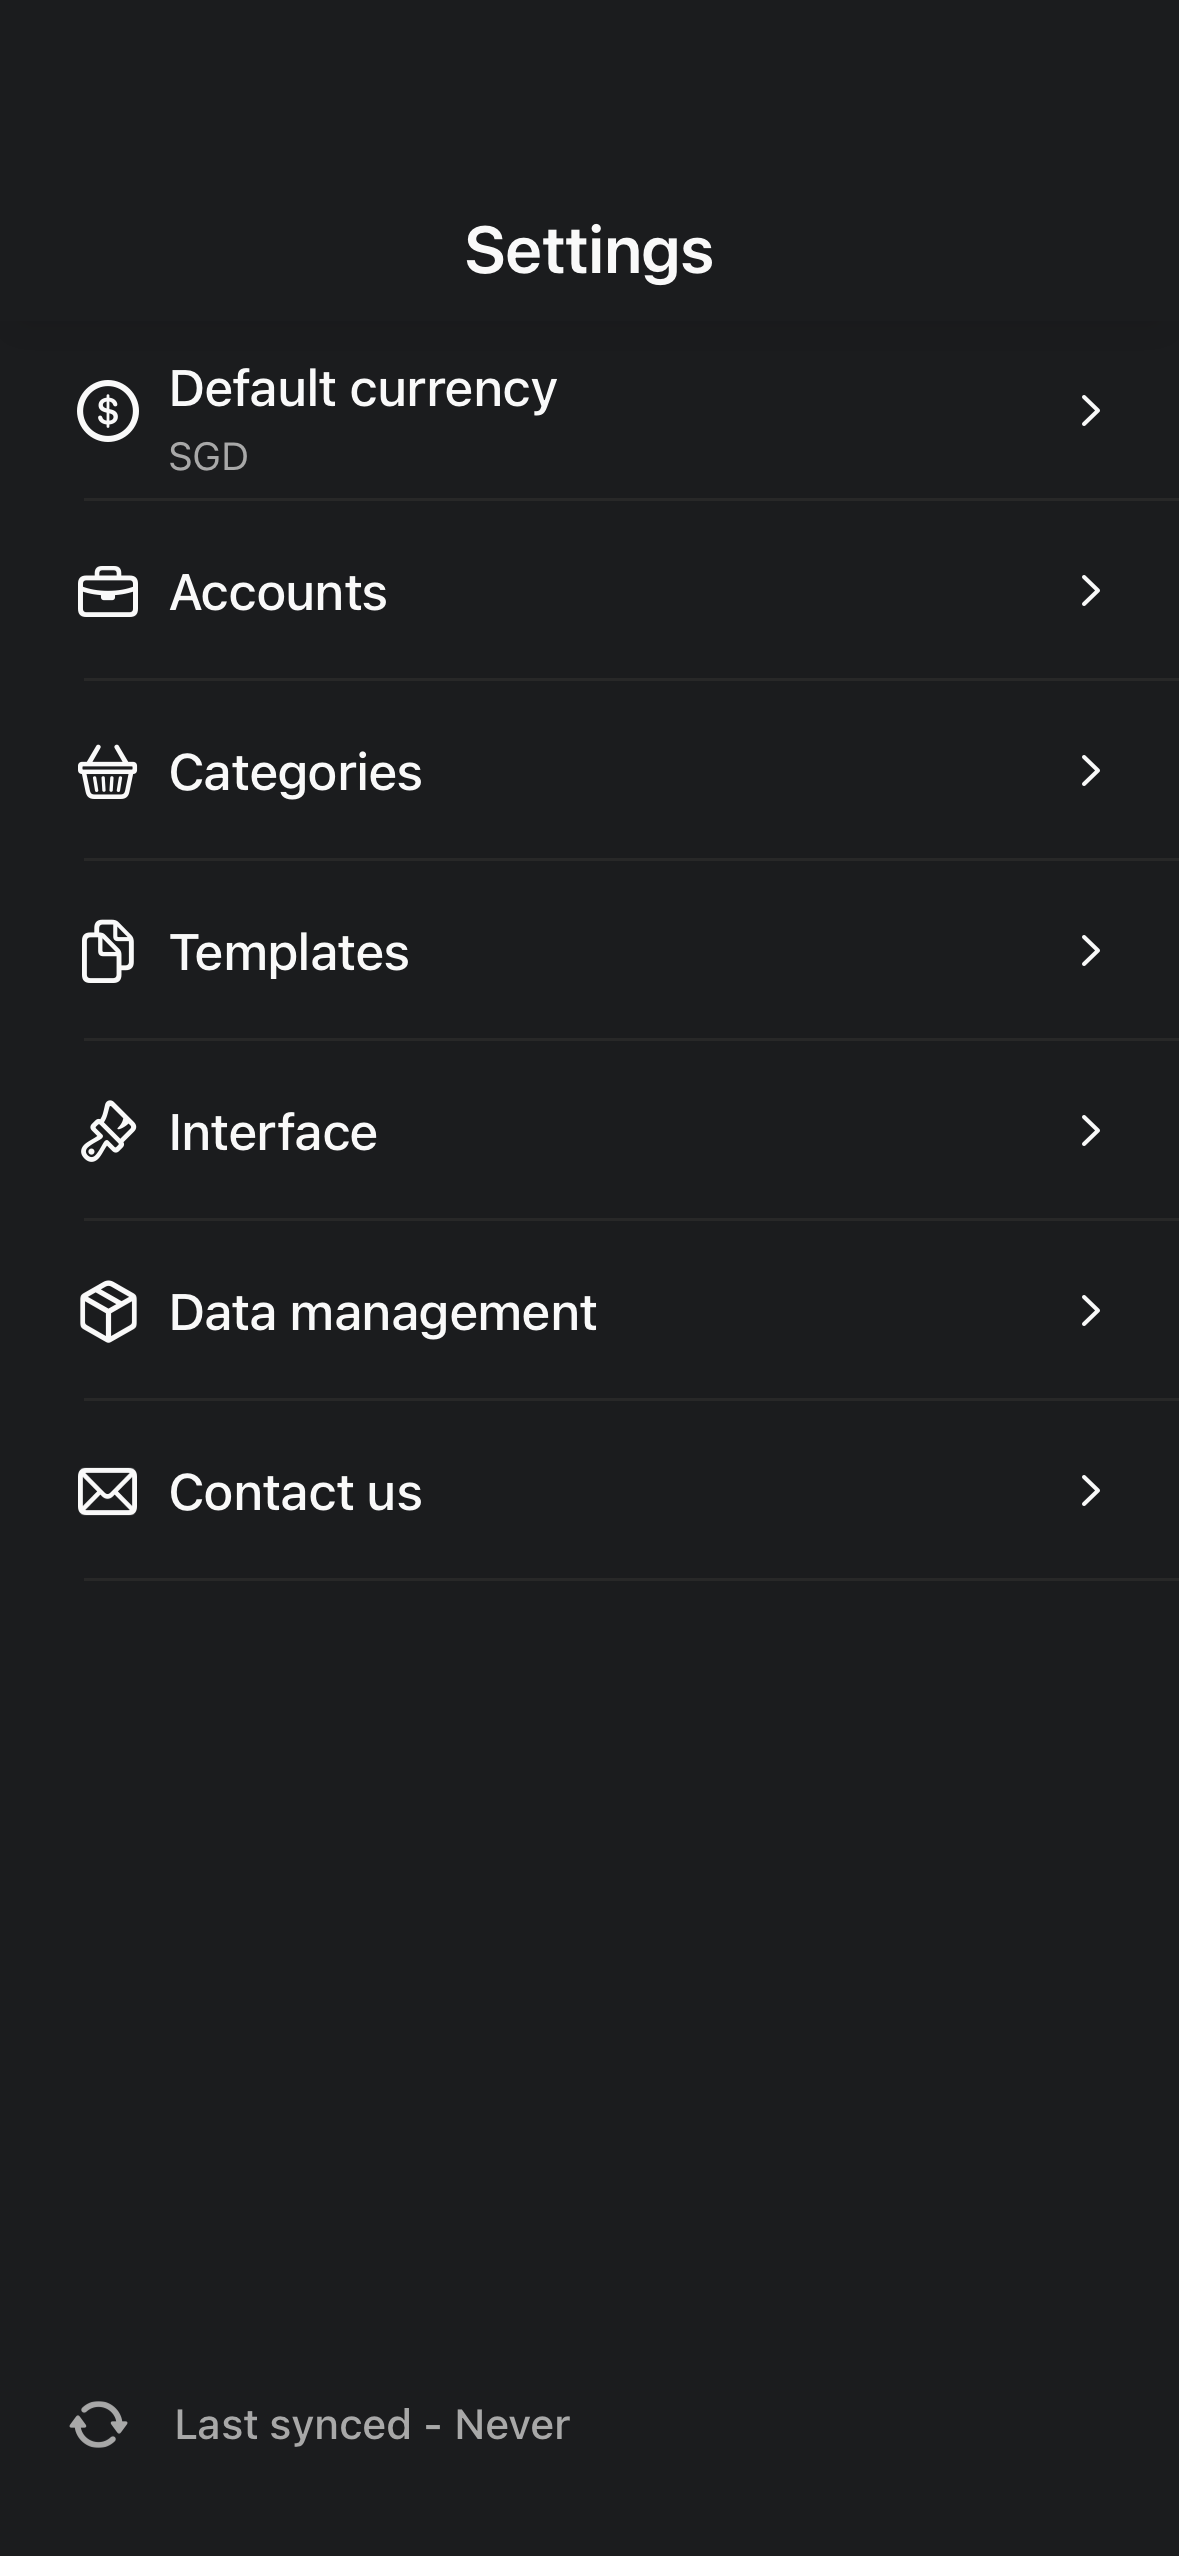 Settings
Default currency
SGD
Accounts
Categories
Templates
Interface
Data management
Contact us
Last synced - Never